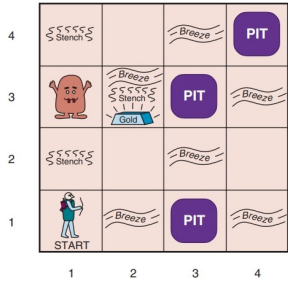 4 Stench Breeze PIT
Breeze
3 Stench PIT Breeze
Gold
2 Stench Breeze
1 Breeze PIT Breeze
START
1 2 3 4